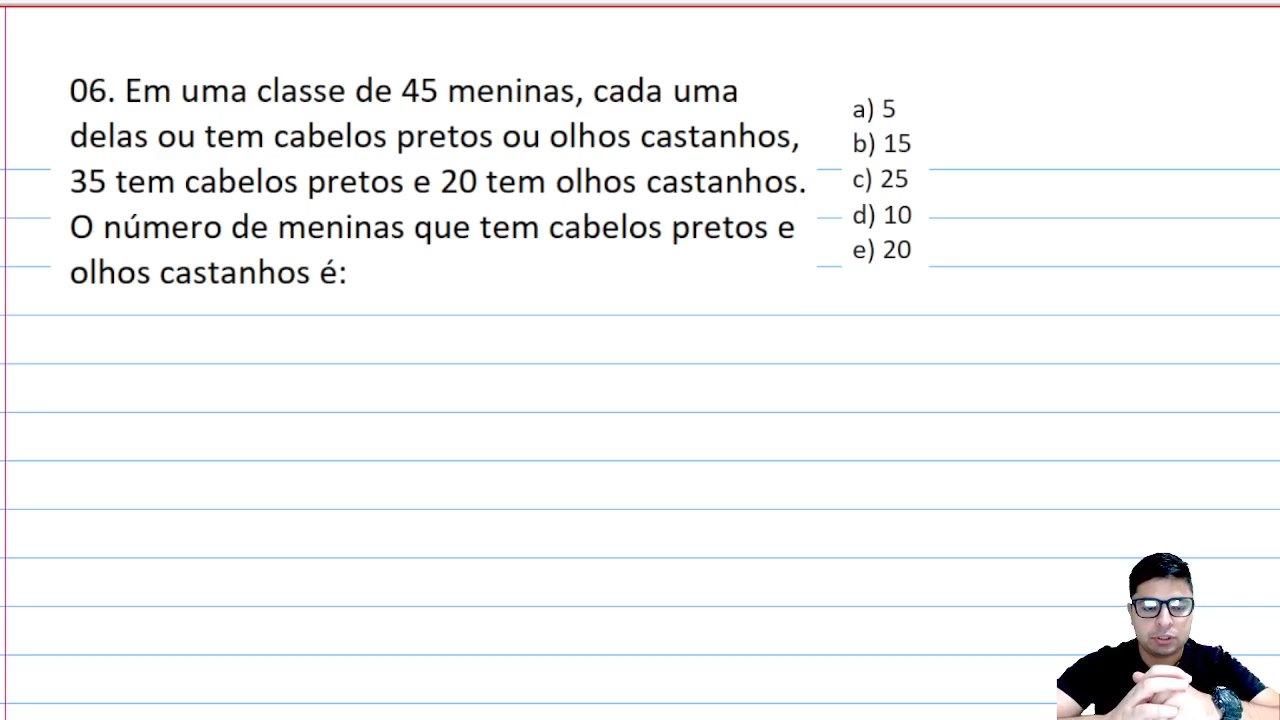 06. Em uma classe de 45 meninas, cada uma
delas ou tem cabelos pretos ou olhos castanhos,
35 tem cabelos pretos e 20 tem olhos castanhos.
O número de meninas que tem cabelos pretos e
olhos castanhos é:
a) 5
b) 15
c) 25
d) 10
e) 20